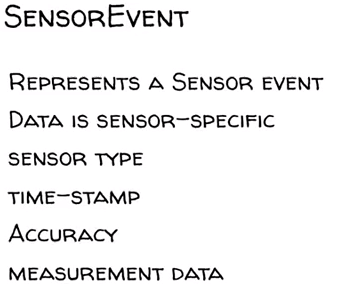 SensorEvent
Represents a Sensor event
Data is sensor-specific
sensor type
time-stamp
Accuracy
measurement data